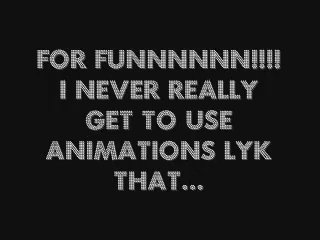 FOR FUNNNNNNN!!!!
I NEVER REALLY
GET TO USE
ANIMATIONS LYK
THAT...